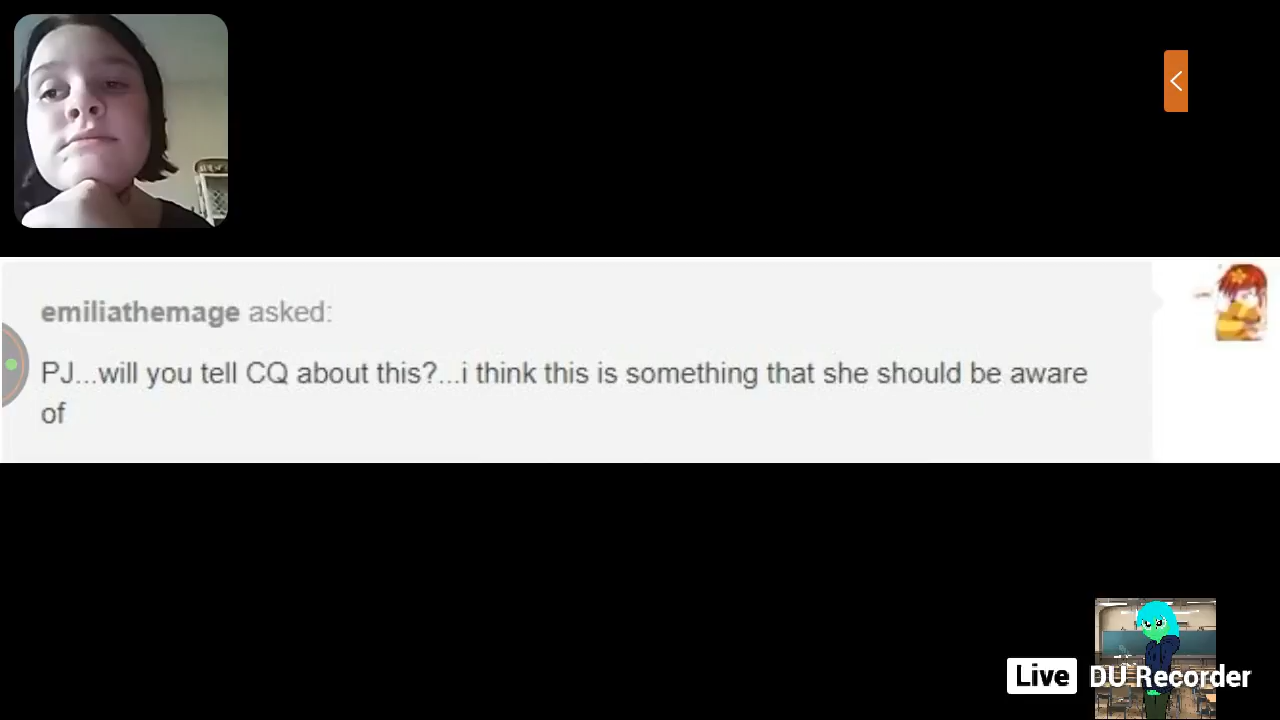 emiliathemage asked:
PJ...will you tell CQ about this?...i think this is something that she should be aware
of
Live DU Recorder